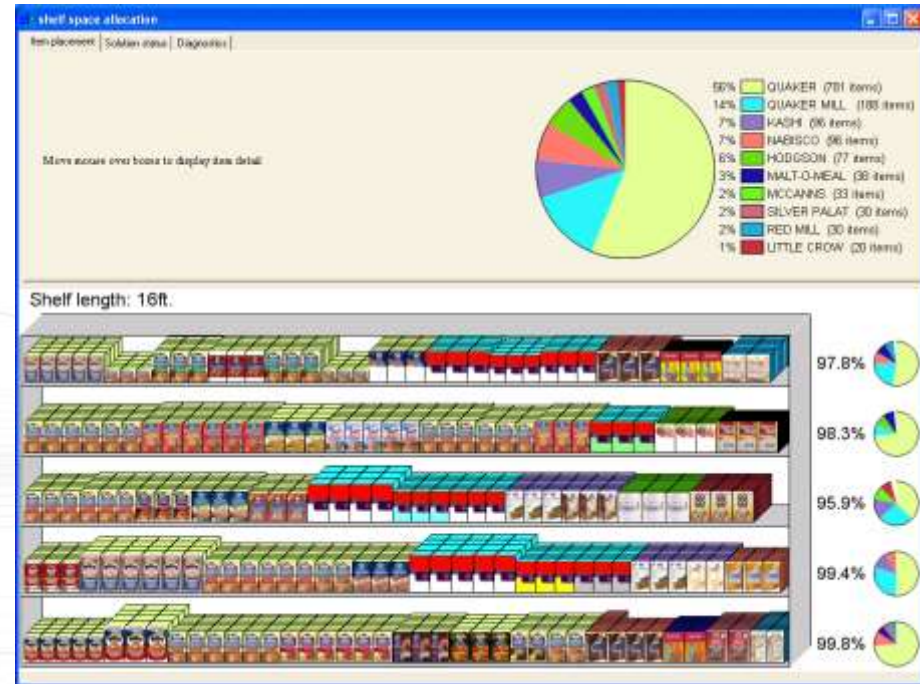 shelf space allocation
Item placement | Solution status | Diagnostics
Move mouse over boxes to display item detail
56% QUAKER (781 items)
14% QUAKER MILL (188 items)
7% KASHI (96 items)
7% NABISCO (96 items)
6% HODGSON (77 items)
3% MALT-O-MEAL (38 items)
2% MCCANNS (33 items)
2% SILVER PALAT (30 items)
2% RED MILL (30 items)
1% LITTLE CROW (20 items)
Shelf length: 16ft.
97.8%
98.3%
95.9%
99.4%
99.8%